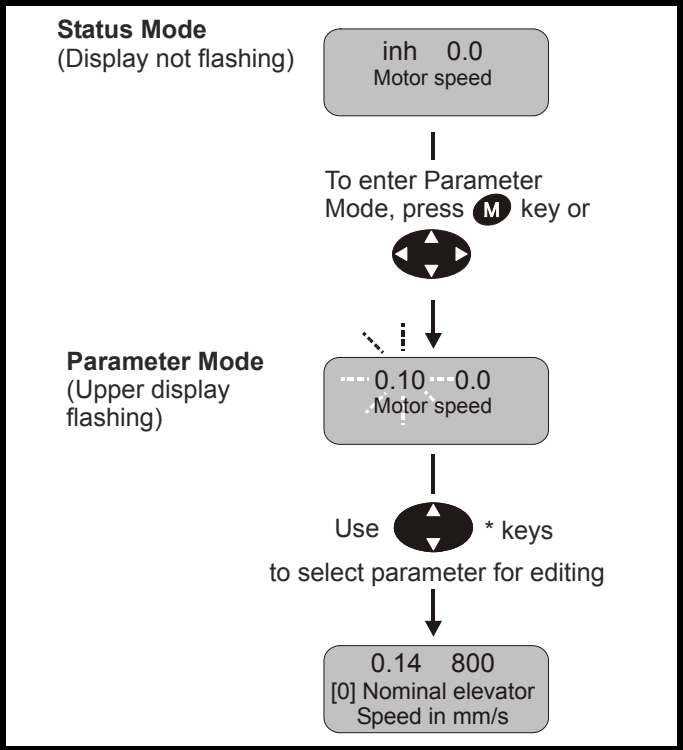 Status Mode
(Display not flashing)
inh 0.0
Motor speed
To enter Parameter
Mode, press M key or
Parameter Mode
(Upper display
flashing)
0.10 0.0
Motor speed
Use * keys
to select parameter for editing
0.14 800
[0] Nominal elevator
Speed in mm/s